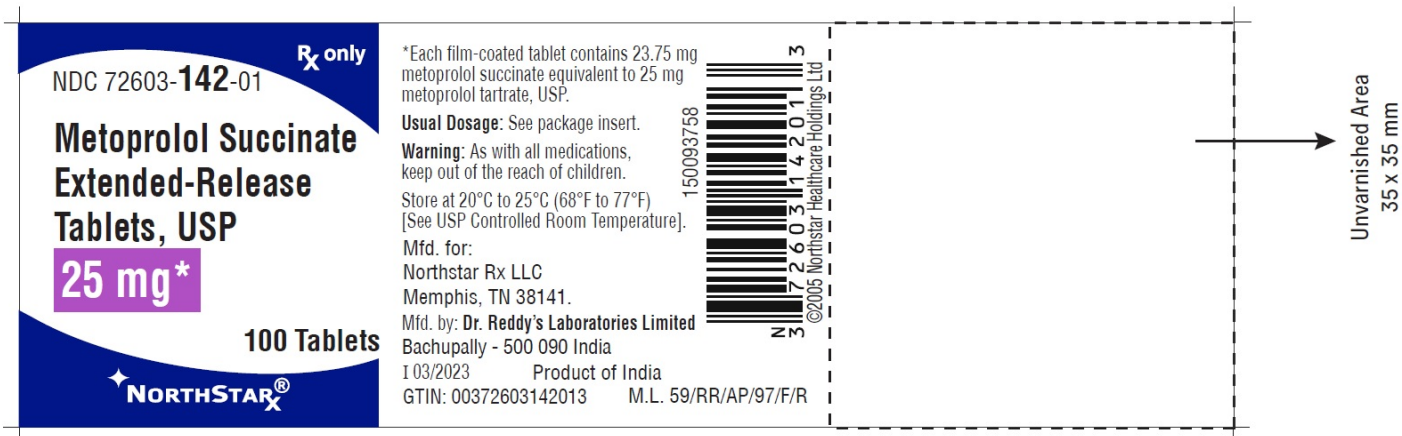 Rx only
NDC 72603-142-01
Metoprolol Succinate
Extended-Release
Tablets, USP
25 mg*
100 Tablets
NORTHSTARx®
*Each film-coated tablet contains 23.75 mg
metoprolol succinate equivalent to 25 mg
metoprolol tartrate, USP.
Usual Dosage: See package insert.
Warning: As with all medications,
keep out of the reach of children.
Store at 20°C to 25°C (68°F to 77°F)
[See USP Controlled Room Temperature].
Mfd. for:
Northstar Rx LLC
Memphis, TN 38141.
Mfd. by: Dr. Reddy's Laboratories Limited
Bachupally - 500 090 India
I 03/2023 Product of India
GTIN: 00372603142013 M.L. 59/RR/AP/97/F/R
150093758
N 3 72603 14201 3
©2005 Northstar Healthcare Holdings Ltd
Unvarnished Area
35 x 35 mm